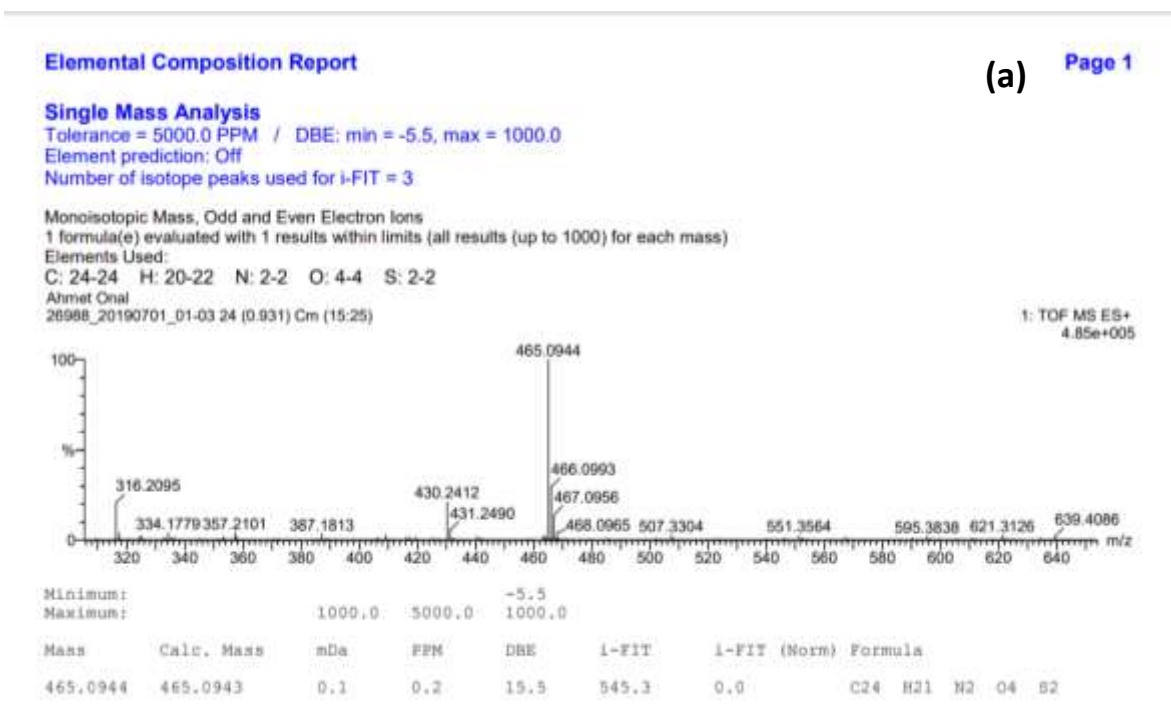 Elemental Composition Report
Page 1
(a)
Single Mass Analysis
Tolerance = 5000.0 PPM / DBE: min = -5.5, max = 1000.0
Element prediction: Off
Number of isotope peaks used for i-FIT = 3
Monoisotopic Mass, Odd and Even Electron Ions
1 formula(e) evaluated with 1 results within limits (all results (up to 1000) for each mass)
Elements Used:
C: 24-24 H: 20-22 N: 2-2 O: 4-4 S: 2-2
Ahmet Onal
26988_20190701_01-03 24 (0.931) Cm (15:25)
1: TOF MS ES+
4.85e+005
100
%
0
465.0944
466.0993
316.2095
430.2412
467.0956
431.2490
334.1779 357.2101 387.1813 468.0965 507.3304 551.3564 595.3838 621.3126 639.4086
320 340 360 380 400 420 440 460 480 500 520 540 560 580 600 620 640 m/z
Minimum: -5.5
Maximum: 1000.0 5000.0 1000.0
Mass Calc. Mass mDa PPM DBE i-FIT i-FIT (Norm) Formula
465.0944 465.0943 0.1 0.2 15.5 545.3 0.0 C24 H21 N2 O4 S2